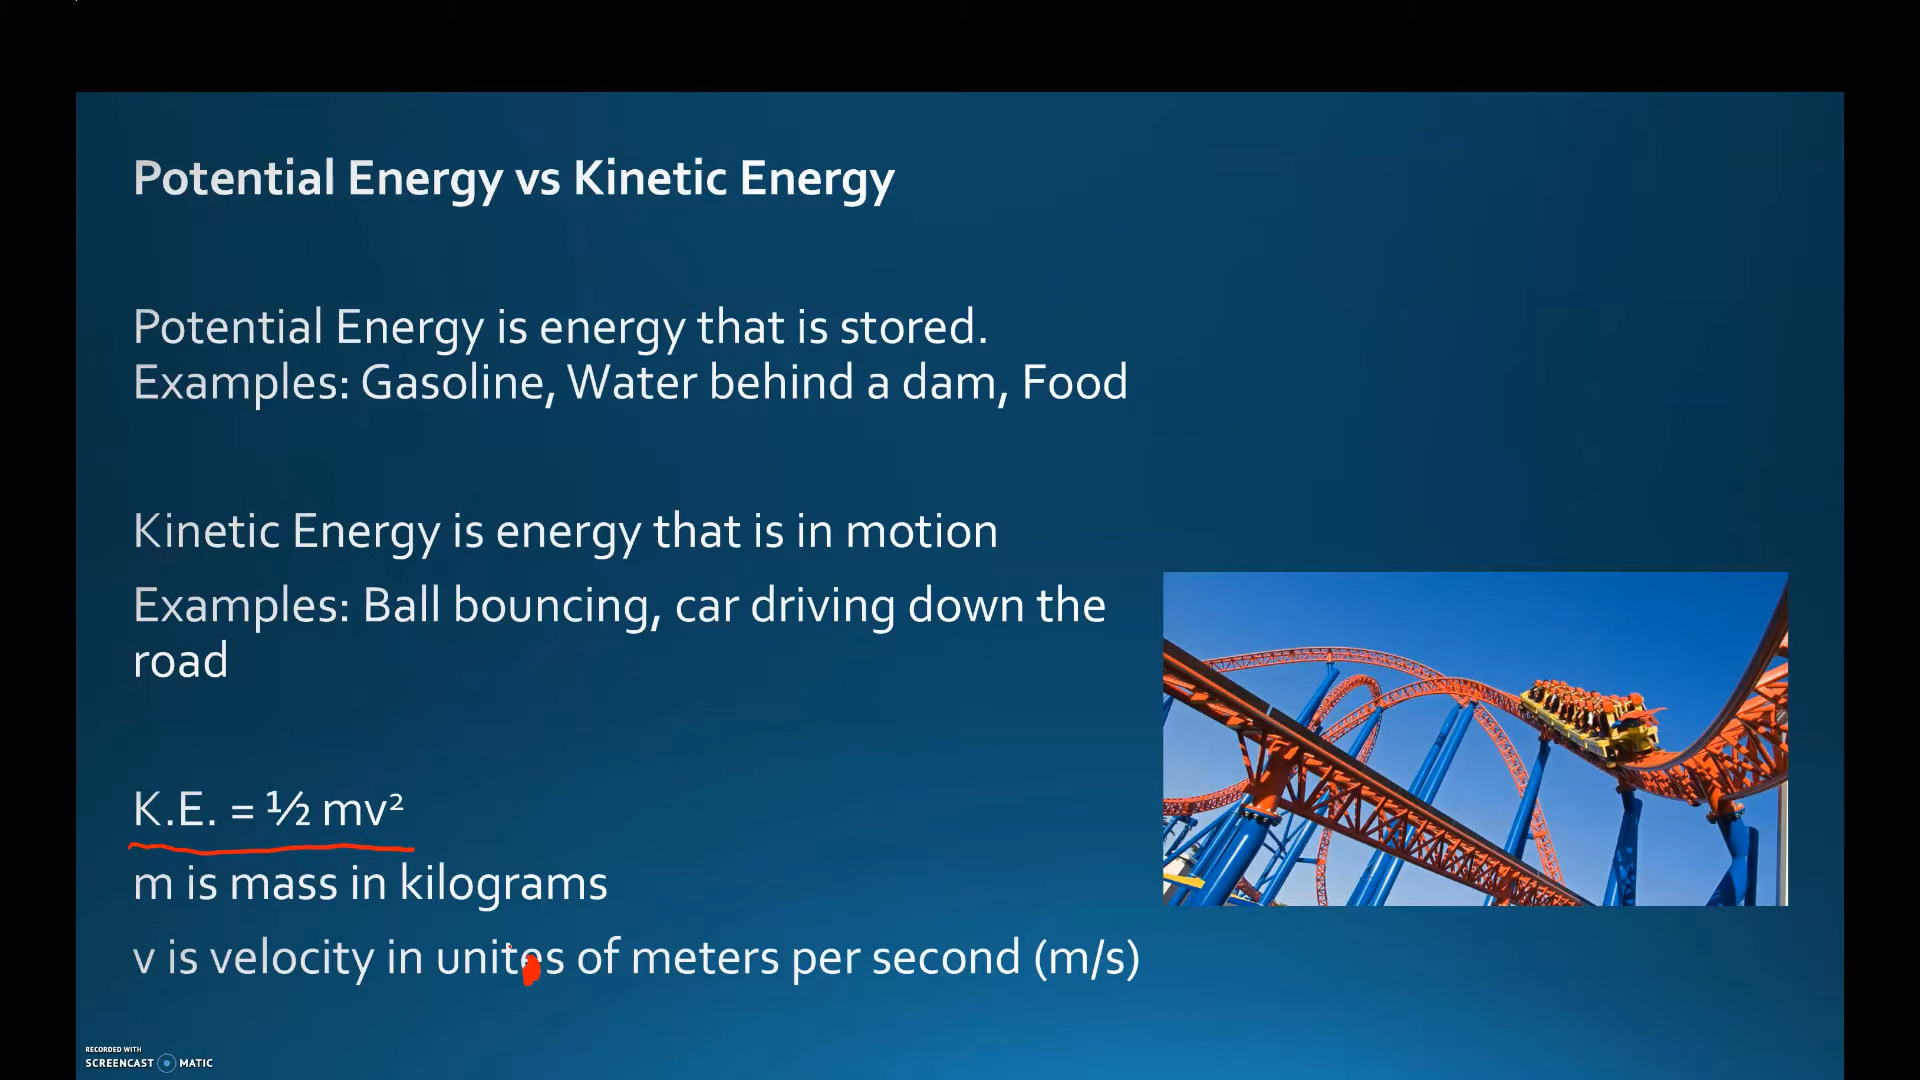 Potential Energy vs Kinetic Energy
Potential Energy is energy that is stored.
Examples: Gasoline, Water behind a dam, Food
Kinetic Energy is energy that is in motion
Examples: Ball bouncing, car driving down the
road
K.E. = ½ mv²
m is mass in kilograms
v is velocity in unites of meters per second (m/s)
RECORDED WITH
SCREENCAST MATIC